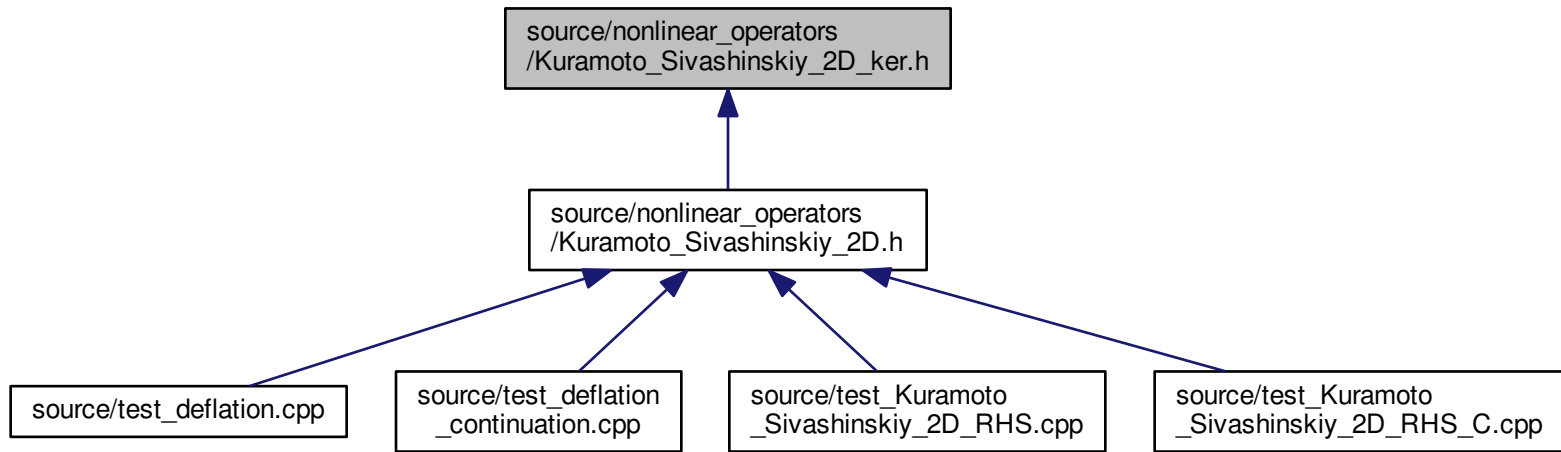 source/nonlinear_operators
/Kuramoto_Sivashinskiy_2D_ker.h
source/nonlinear_operators
/Kuramoto_Sivashinskiy_2D.h
source/test_deflation.cpp
source/test_deflation
_continuation.cpp
source/test_Kuramoto
_Sivashinskiy_2D_RHS.cpp
source/test_Kuramoto
_Sivashinskiy_2D_RHS_C.cpp